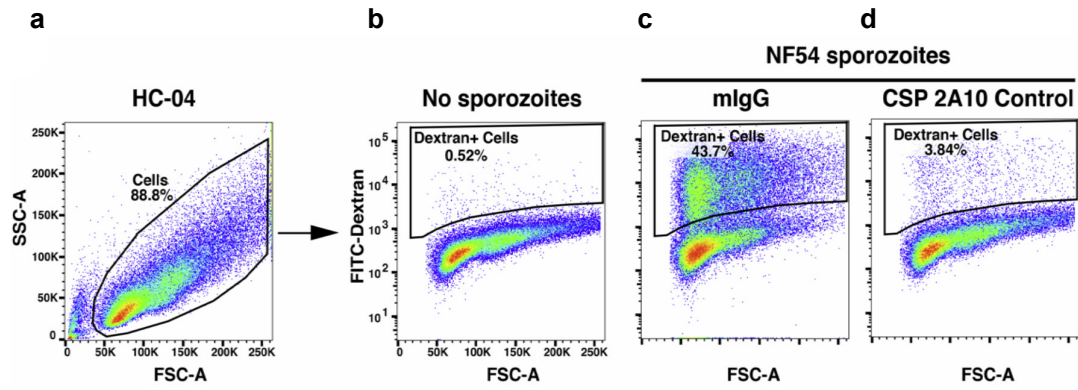 a
b
c
d
NF54 sporozoites
HC-04
No sporozoites
mIgG
CSP 2A10 Control
250K
200K
150K
100K
50K
0
SSC-A
Cells
88.8%
0
50K
100K
150K
200K
250K
FSC-A
10^5
10^4
10^3
10^2
10^1
FITC-Dextran
Dextran+ Cells
0.52%
50K
100K
150K
200K
250K
FSC-A
Dextran+ Cells
43.7%
FSC-A
Dextran+ Cells
3.84%
FSC-A